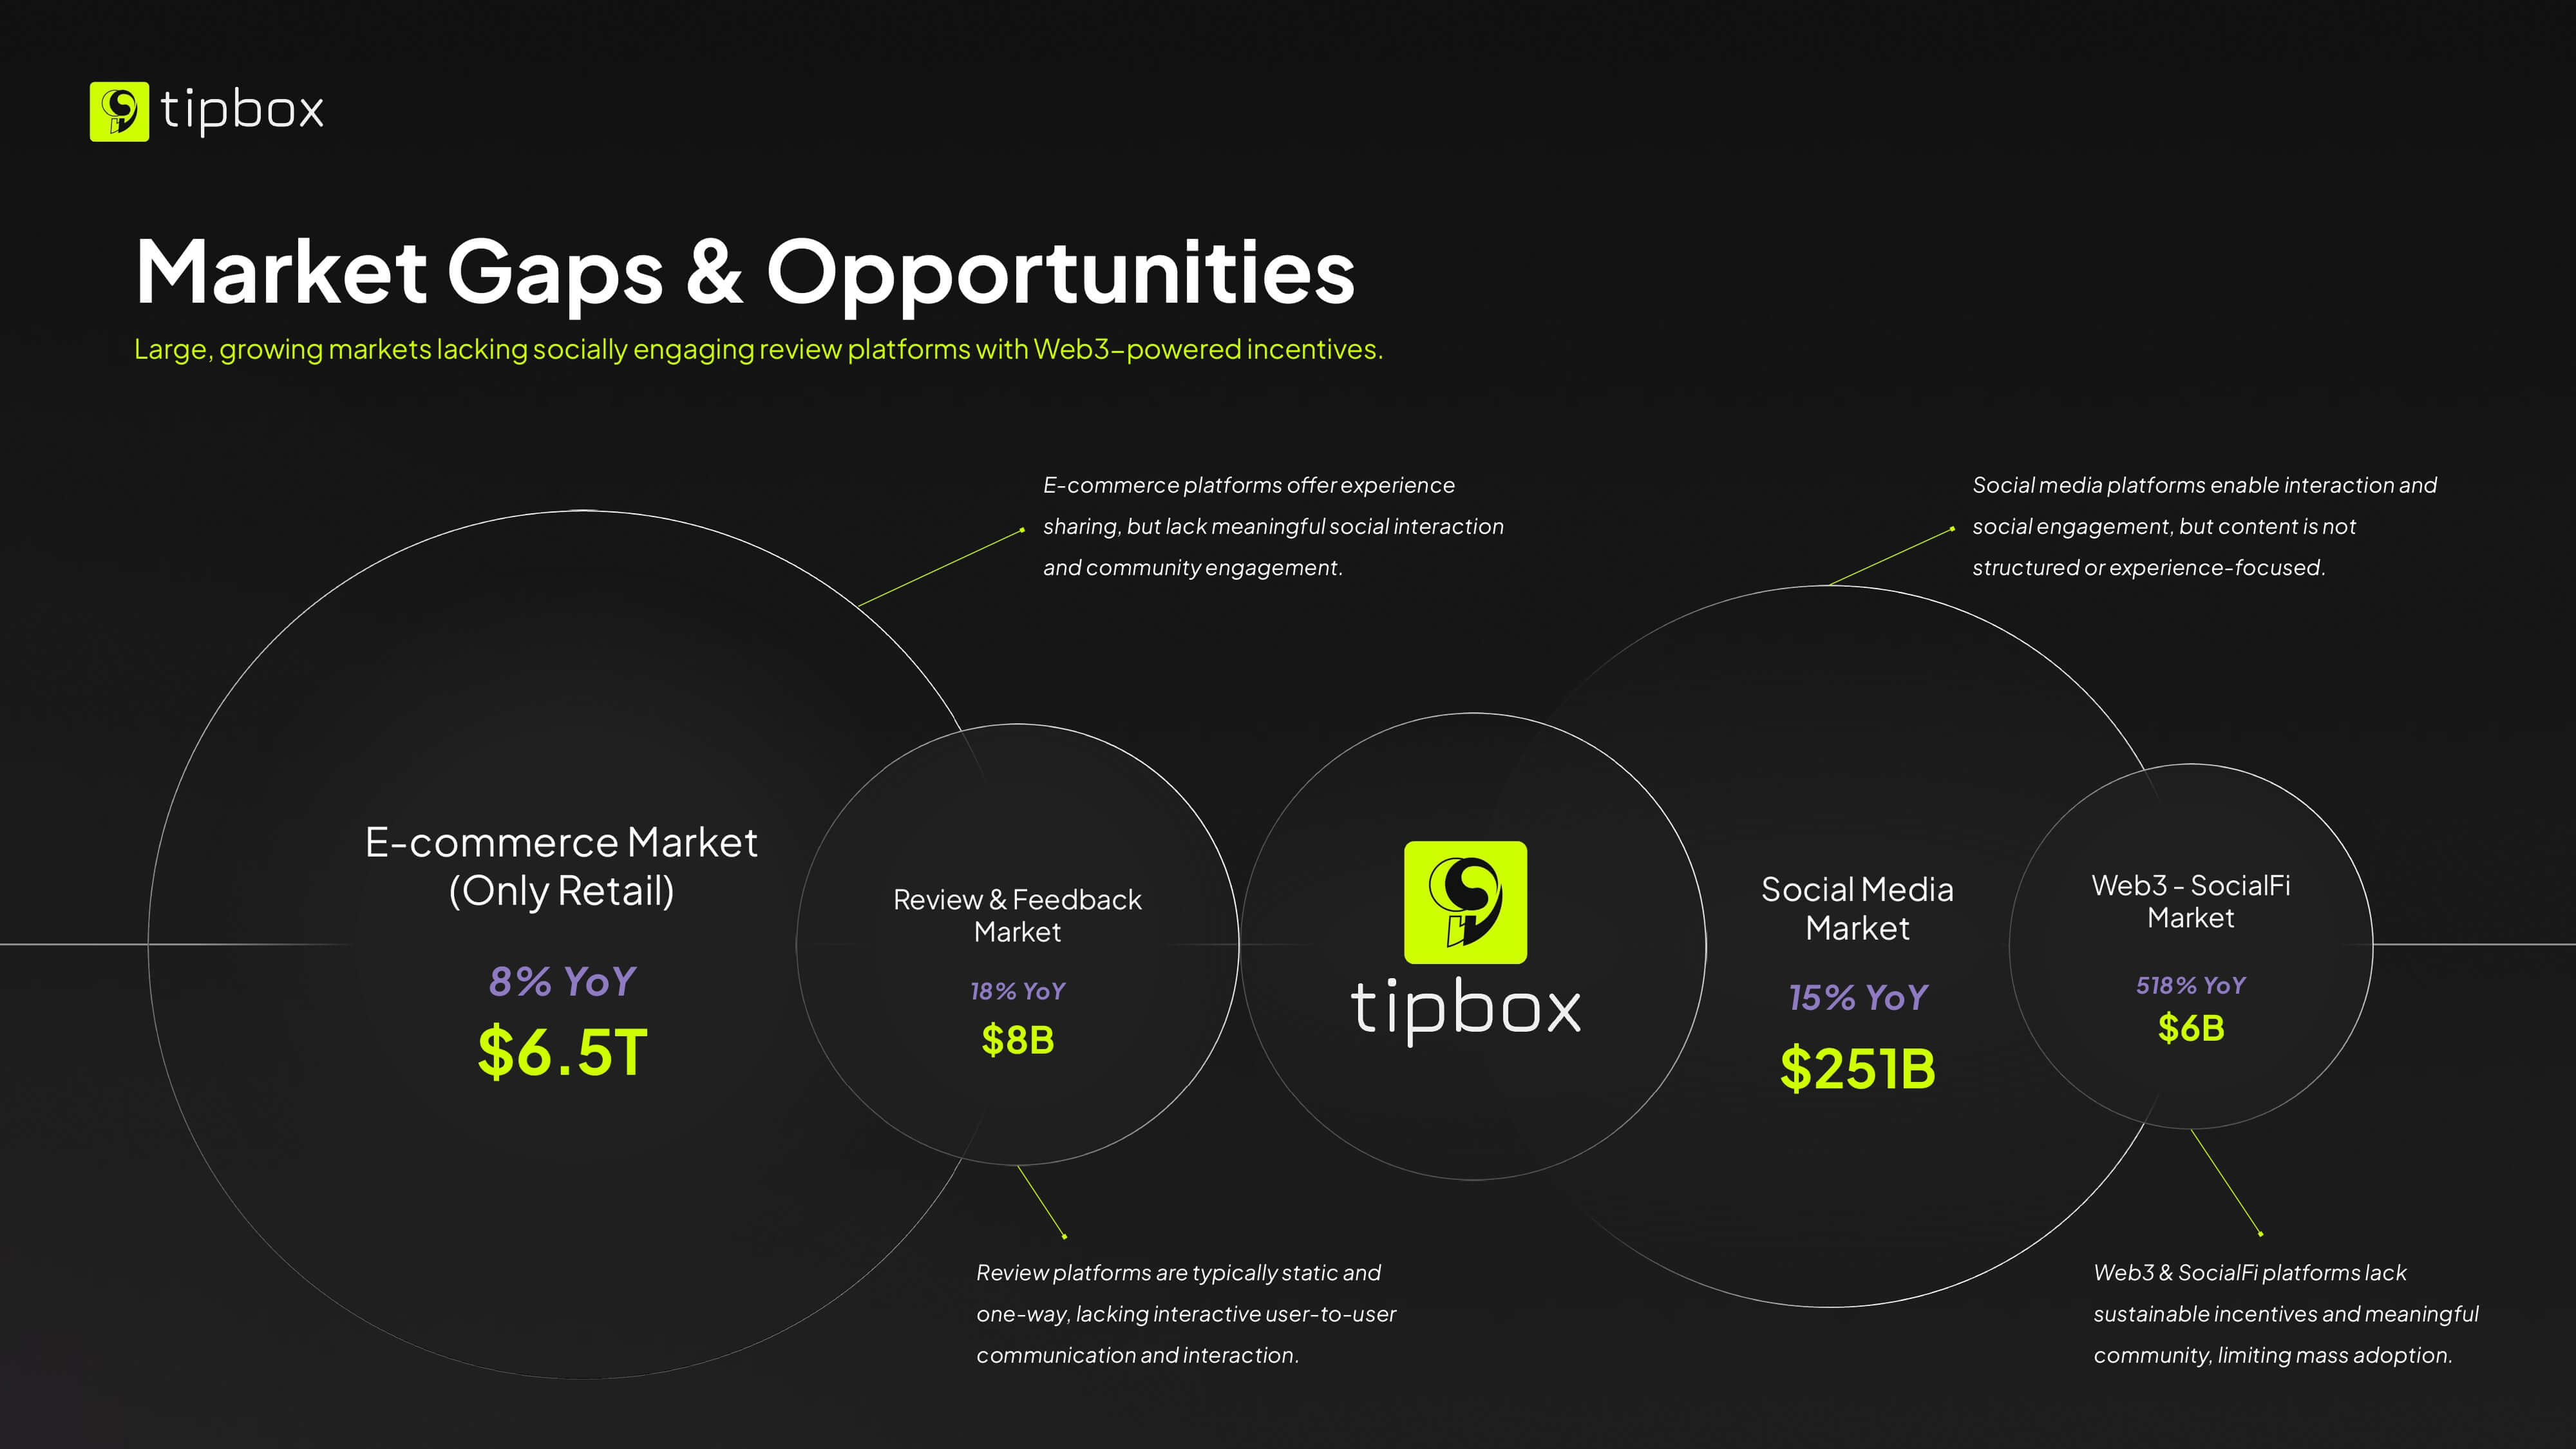 tipbox
Market Gaps & Opportunities
Large, growing markets lacking socially engaging review platforms with Web3-powered incentives.
E-commerce platforms offer experience
sharing, but lack meaningful social interaction
and community engagement.
Social media platforms enable interaction and
social engagement, but content is not
structured or experience-focused.
E-commerce Market
(Only Retail)
8% YoY
$6.5T
Review & Feedback
Market
18% YoY
$8B
tipbox
Social Media
Market
15% YoY
$251B
Web3 - SocialFi
Market
518% YoY
$6B
Review platforms are typically static and
one-way, lacking interactive user-to-user
communication and interaction.
Web3 & SocialFi platforms lack
sustainable incentives and meaningful
community, limiting mass adoption.